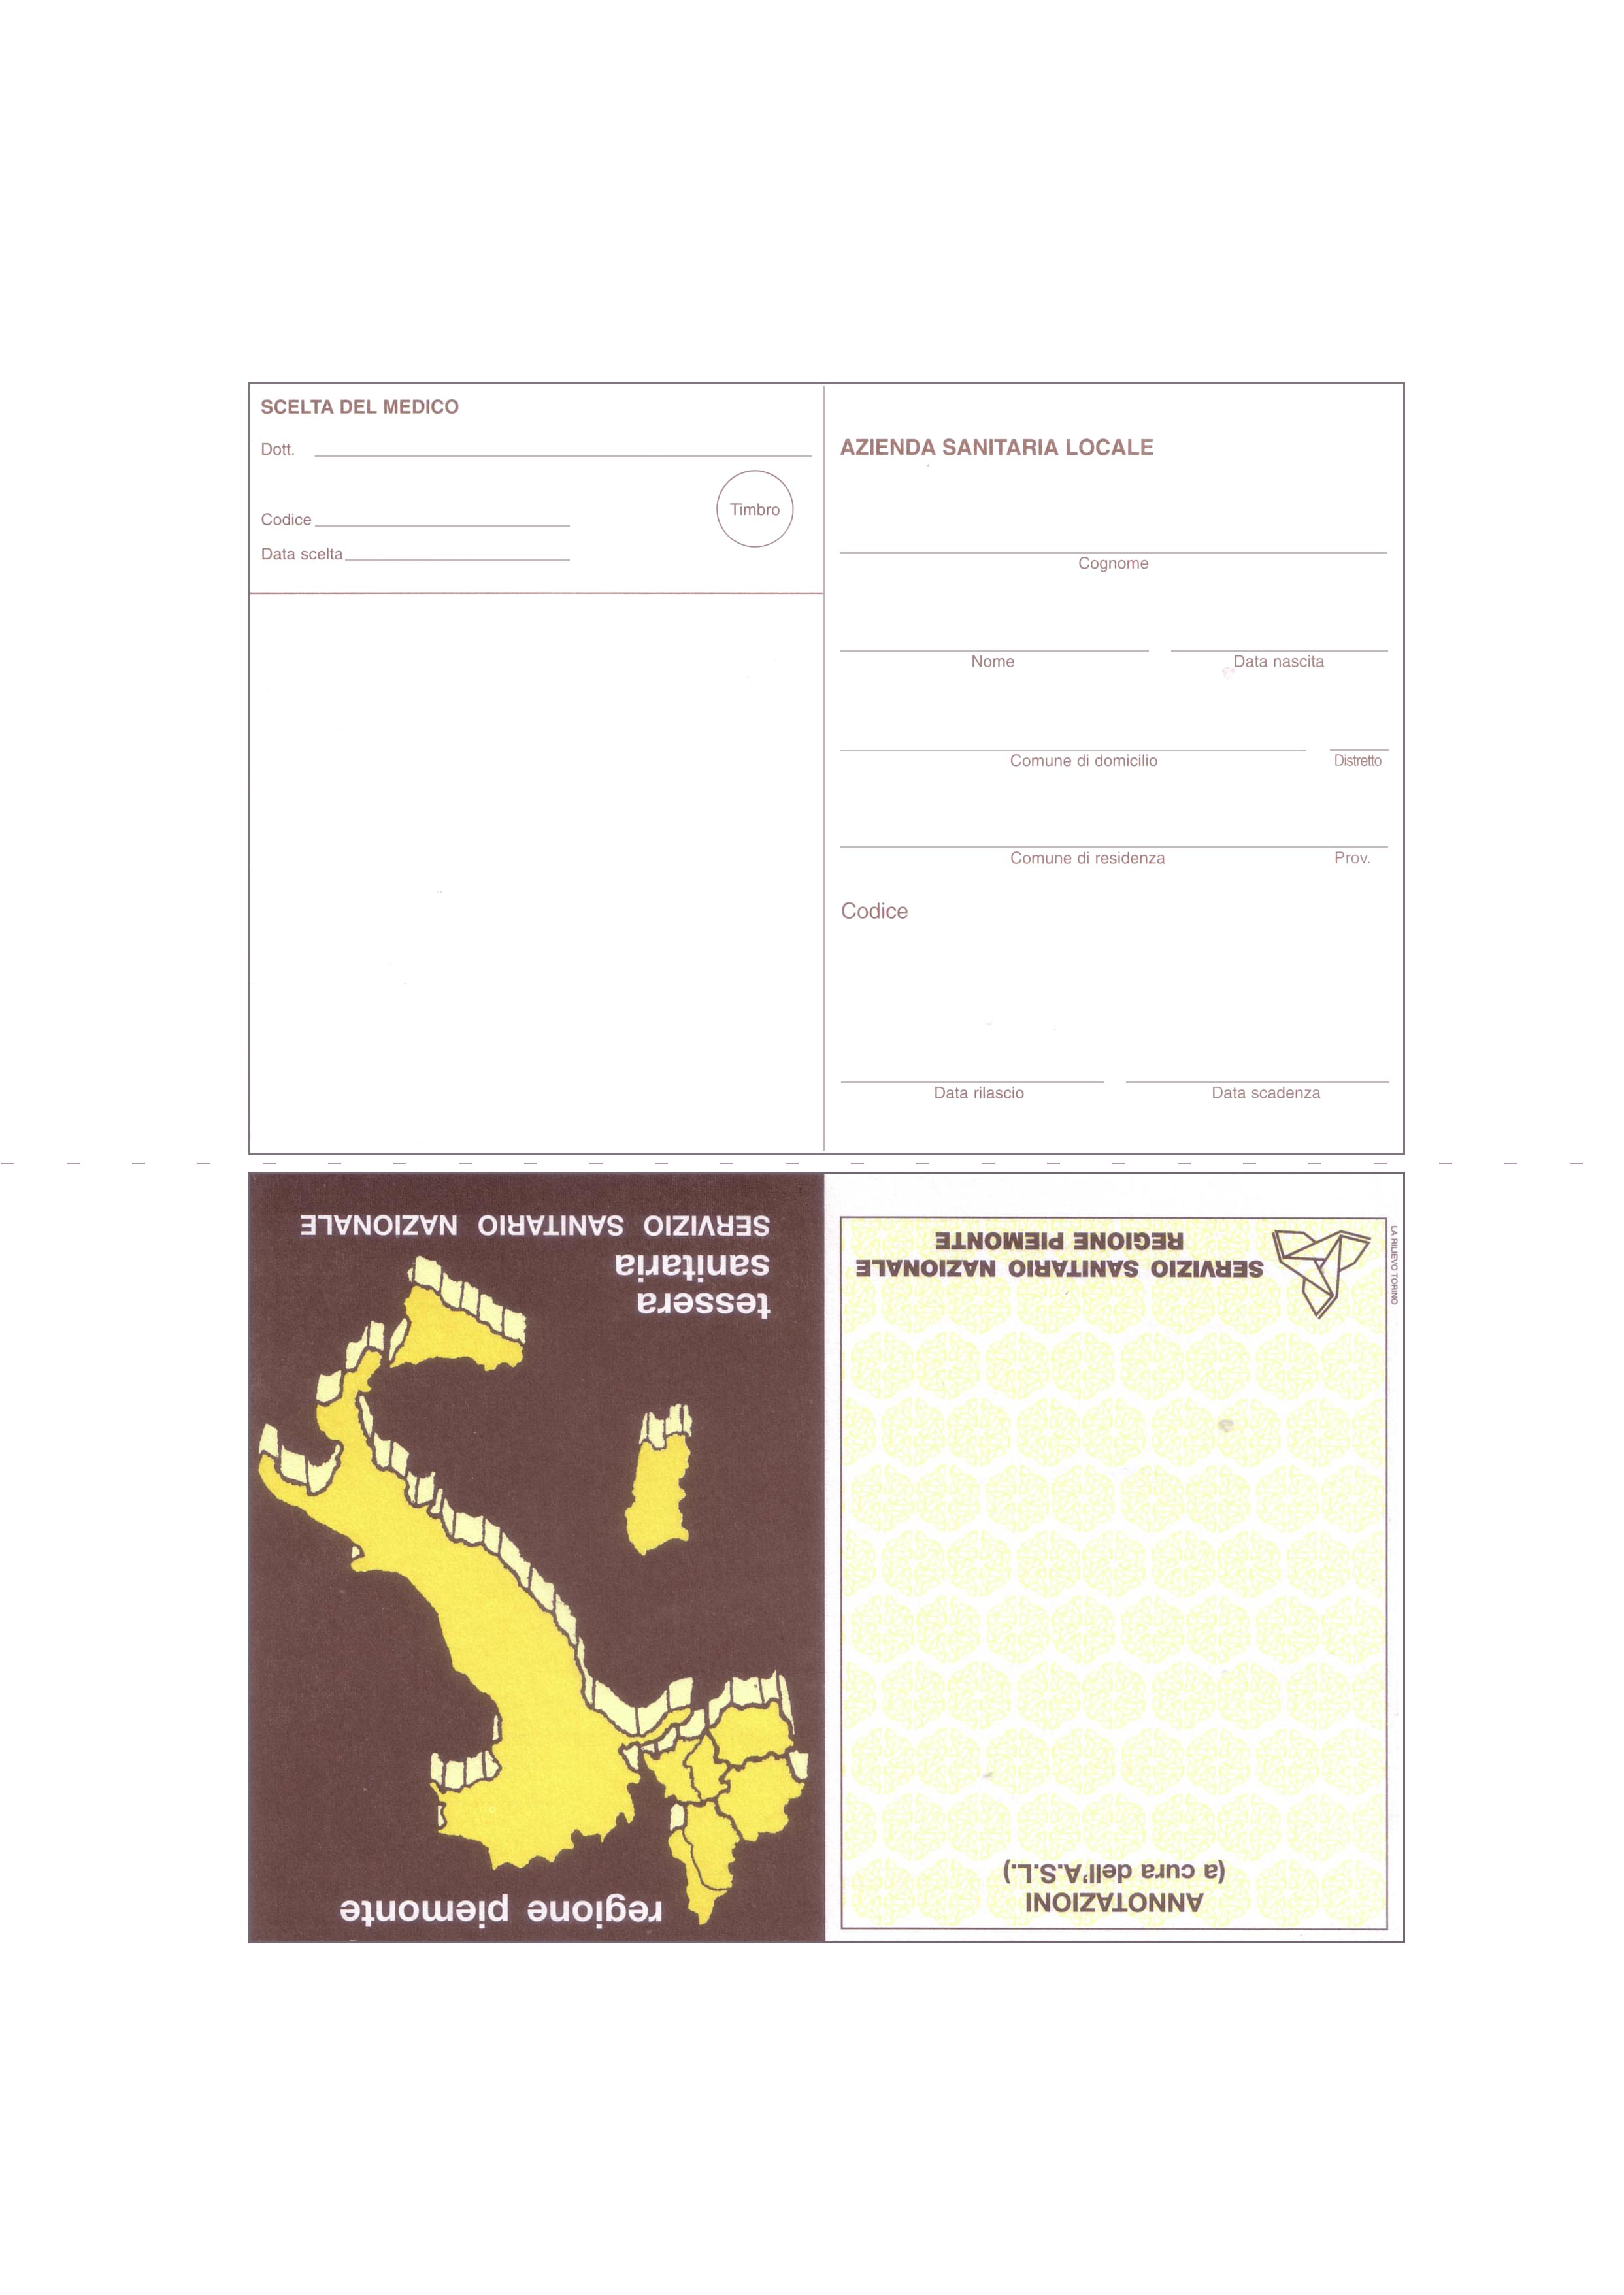 SCELTA DEL MEDICO
Dott.
Timbro
Codice
Data scelta
AZIENDA SANITARIA LOCALE
Cognome
Nome Data nascita
Comune di domicilio Distretto
Comune di residenza Prov.
Codice
Data rilascio Data scadenza
regione piemonte
tessera
sanitaria
SERVIZIO SANITARIO NAZIONALE
ANNOTAZIONI
(a cura dell'A.S.L.)
SERVIZIO SANITARIO NAZIONALE
REGIONE PIEMONTE
LA RILIEVO TORINO